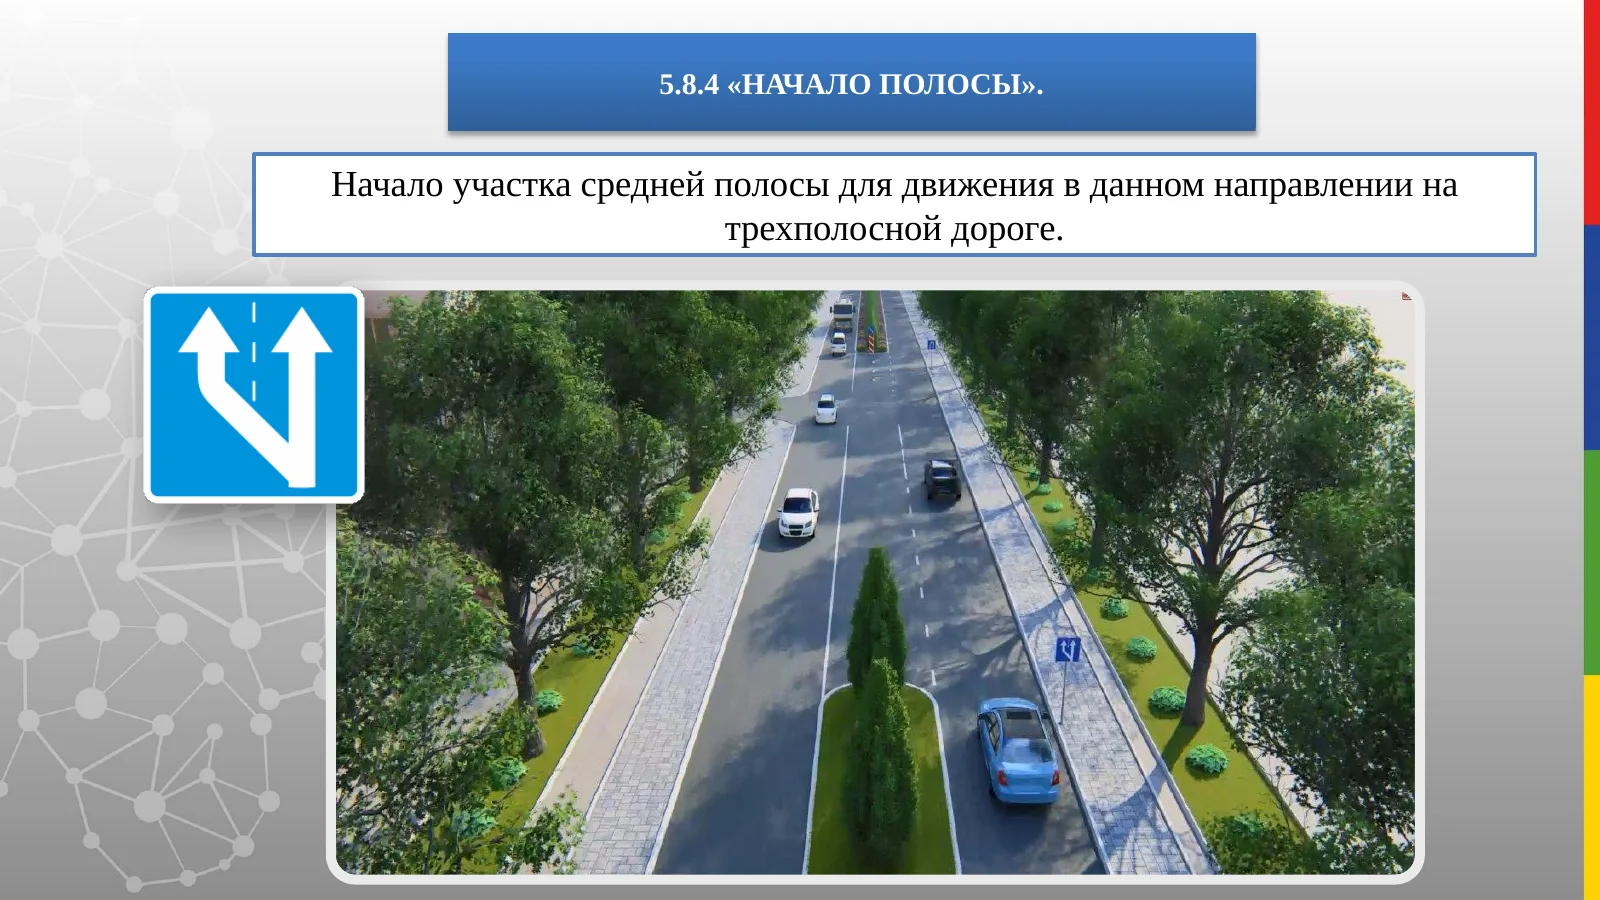 5.8.4 «НАЧАЛО ПОЛОСЫ».
Начало участка средней полосы для движения в данном направлении на
трехполосной дороге.